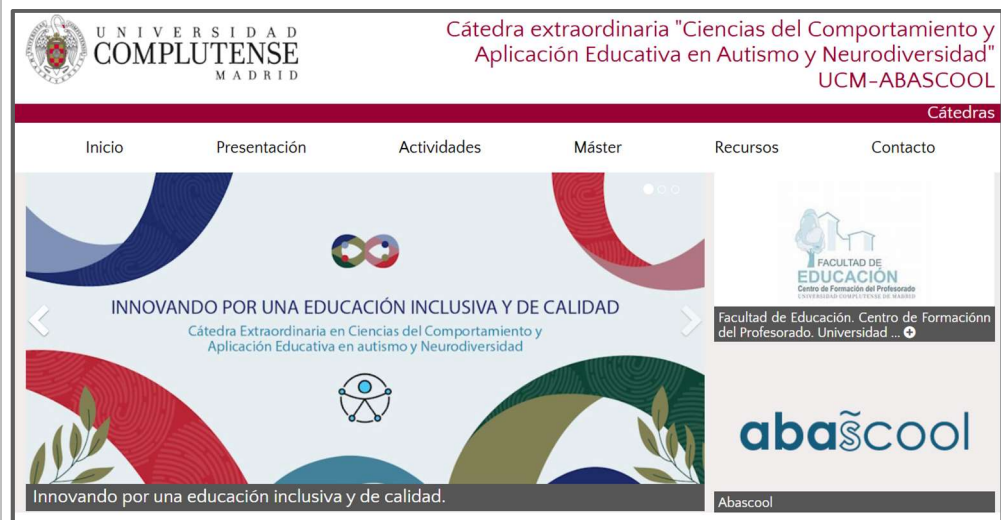 UNIVERSIDAD
COMPLUTENSE
MADRID
Cátedra extraordinaria "Ciencias del Comportamiento y
Aplicación Educativa en Autismo y Neurodiversidad"
UCM-ABASCOOL
Cátedras
Inicio Presentación Actividades Máster Recursos Contacto
INNOVANDO POR UNA EDUCACIÓN INCLUSIVA Y DE CALIDAD
Cátedra Extraordinaria en Ciencias del Comportamiento y
Aplicación Educativa en autismo y Neurodiversidad
Innovando por una educación inclusiva y de calidad.
FACULTAD DE
EDUCACIÓN
Centro de Formación del Profesorado
UNIVERSIDAD COMPLUTENSE DE MADRID
Facultad de Educación. Centro de Formaciónn
del Profesorado. Universidad ...
abas̃cool
Abascool